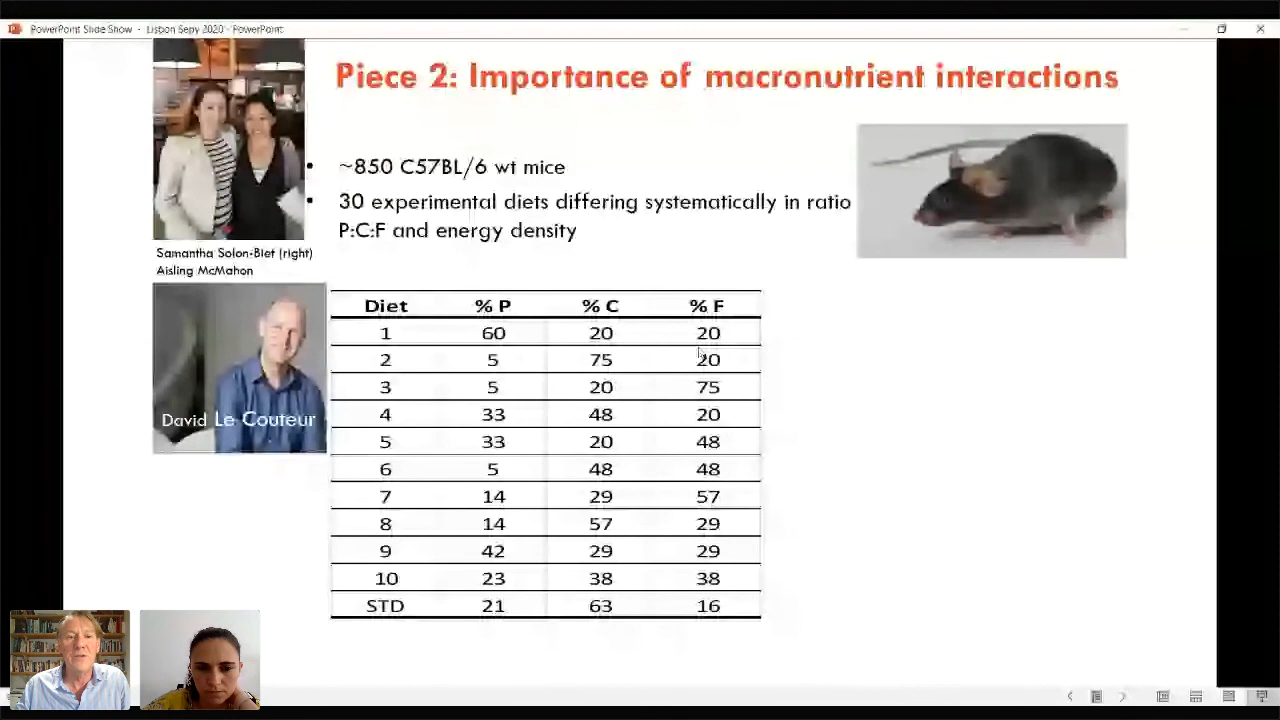 PowerPoint Slide Show - Lisbon Sepy 2020 - PowerPoint
Piece 2: Importance of macronutrient interactions
• ~850 C57BL/6 wt mice
• 30 experimental diets differing systematically in ratio
P:C:F and energy density
Samantha Solon-Biet (right)
Aisling McMahon
David Le Couteur
Diet % P % C % F
1 60 20 20
2 5 75 20
3 5 20 75
4 33 48 20
5 33 20 48
6 5 48 48
7 14 29 57
8 14 57 29
9 42 29 29
10 23 38 38
STD 21 63 16